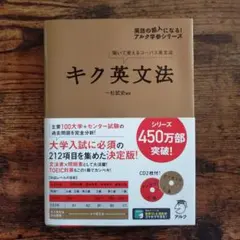 英語の超人になる!
アルク学参シリーズ
聞いて覚えるコーパス英文法
キク英文法
一杉武史 編著
主要100大学+センター試験の
過去問題を完全分析!
大学入試に必須の
212項目を集めた決定版!
シリーズ
450万部
突破!
CD2枚付!
アルク